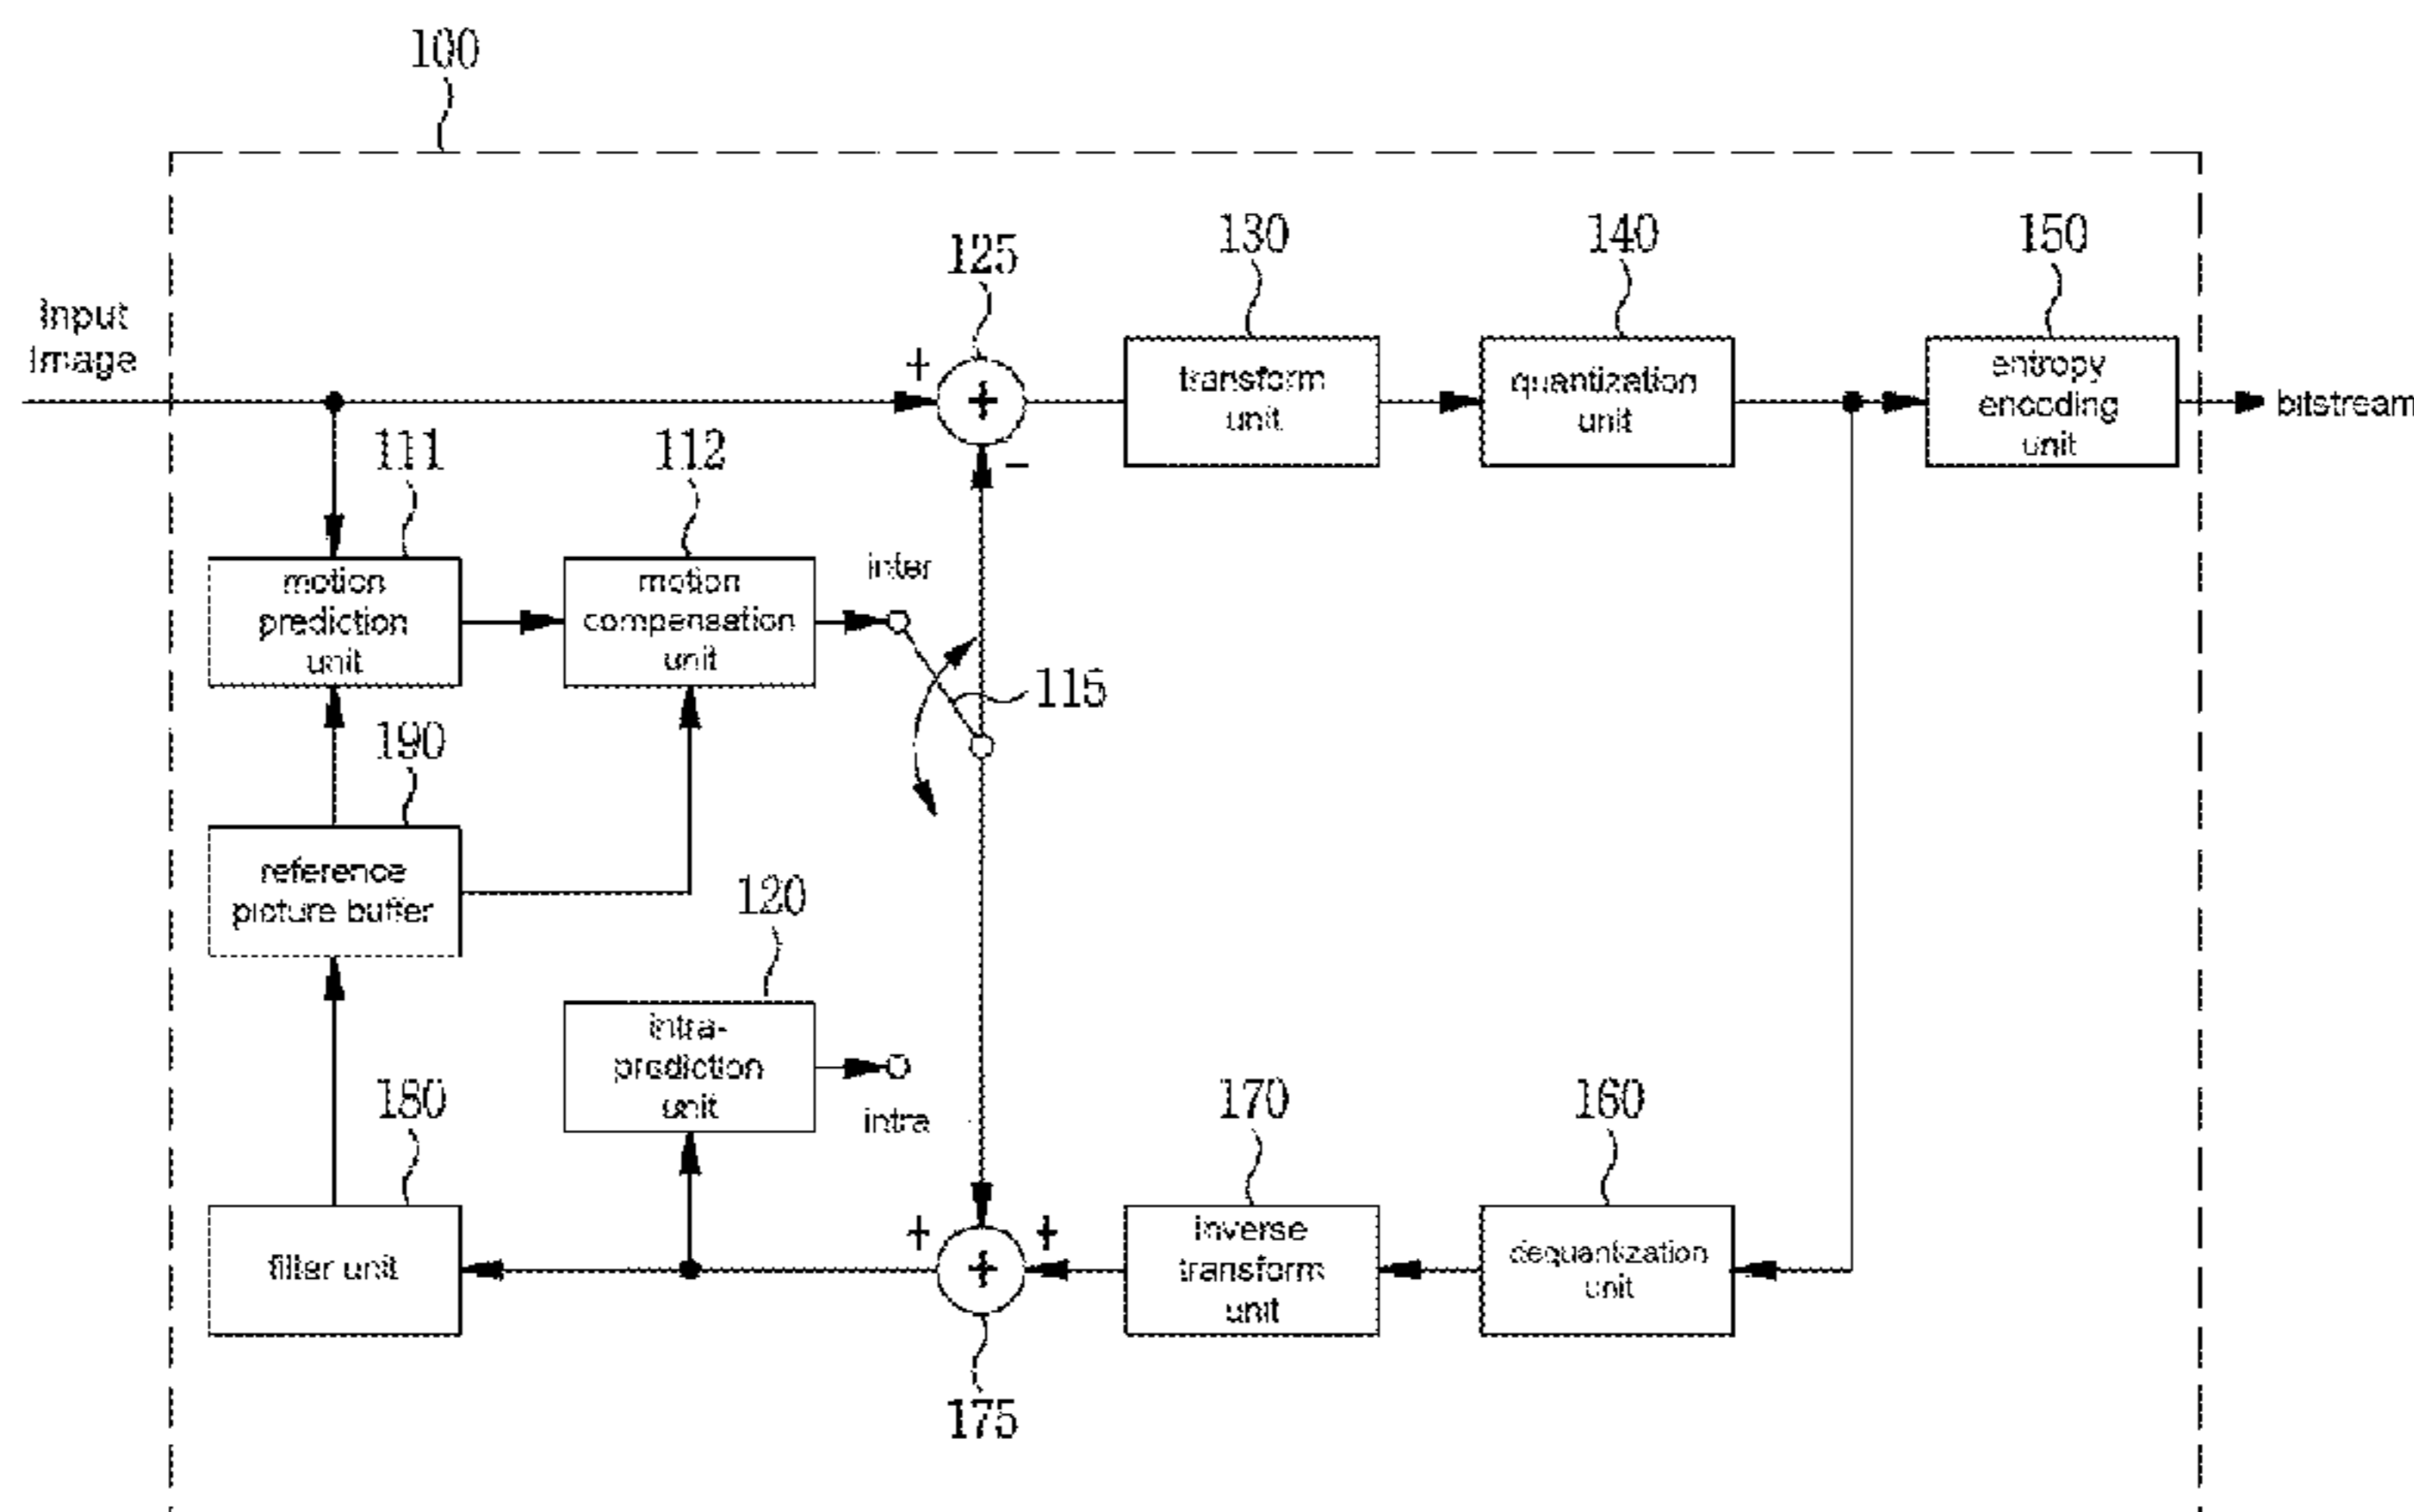 100
125
130
140
150
Input
Image
+
+
transform
unit
quantization
unit
entropy
encoding
unit
bitstream
−
111
112
motion
prediction
unit
motion
compensation
unit
inter
115
190
reference
picture buffer
120
intra-
prediction
unit
intra
180
170
160
filter unit
+
+
+
inverse
transform
unit
dequantization
unit
175